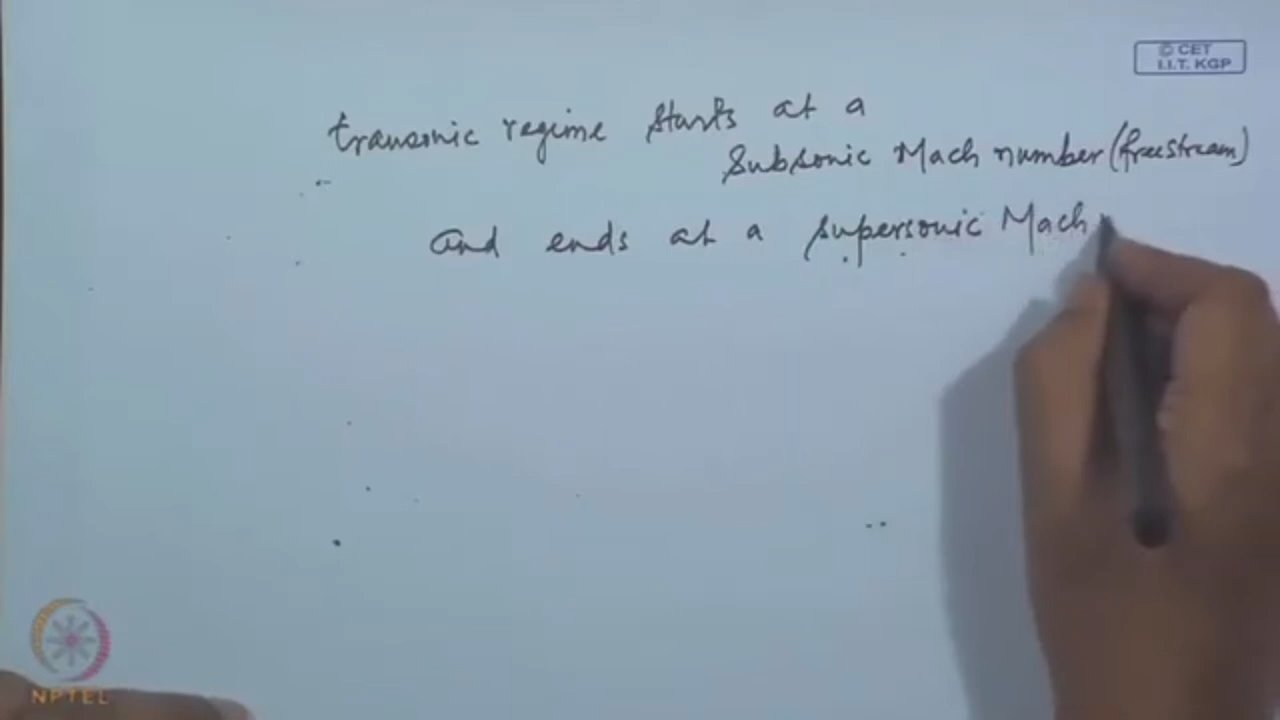 © CET
I.I.T. KGP
transonic regime starts at a
subsonic Mach number (freestream)
and ends at a supersonic Mach
NPTEL